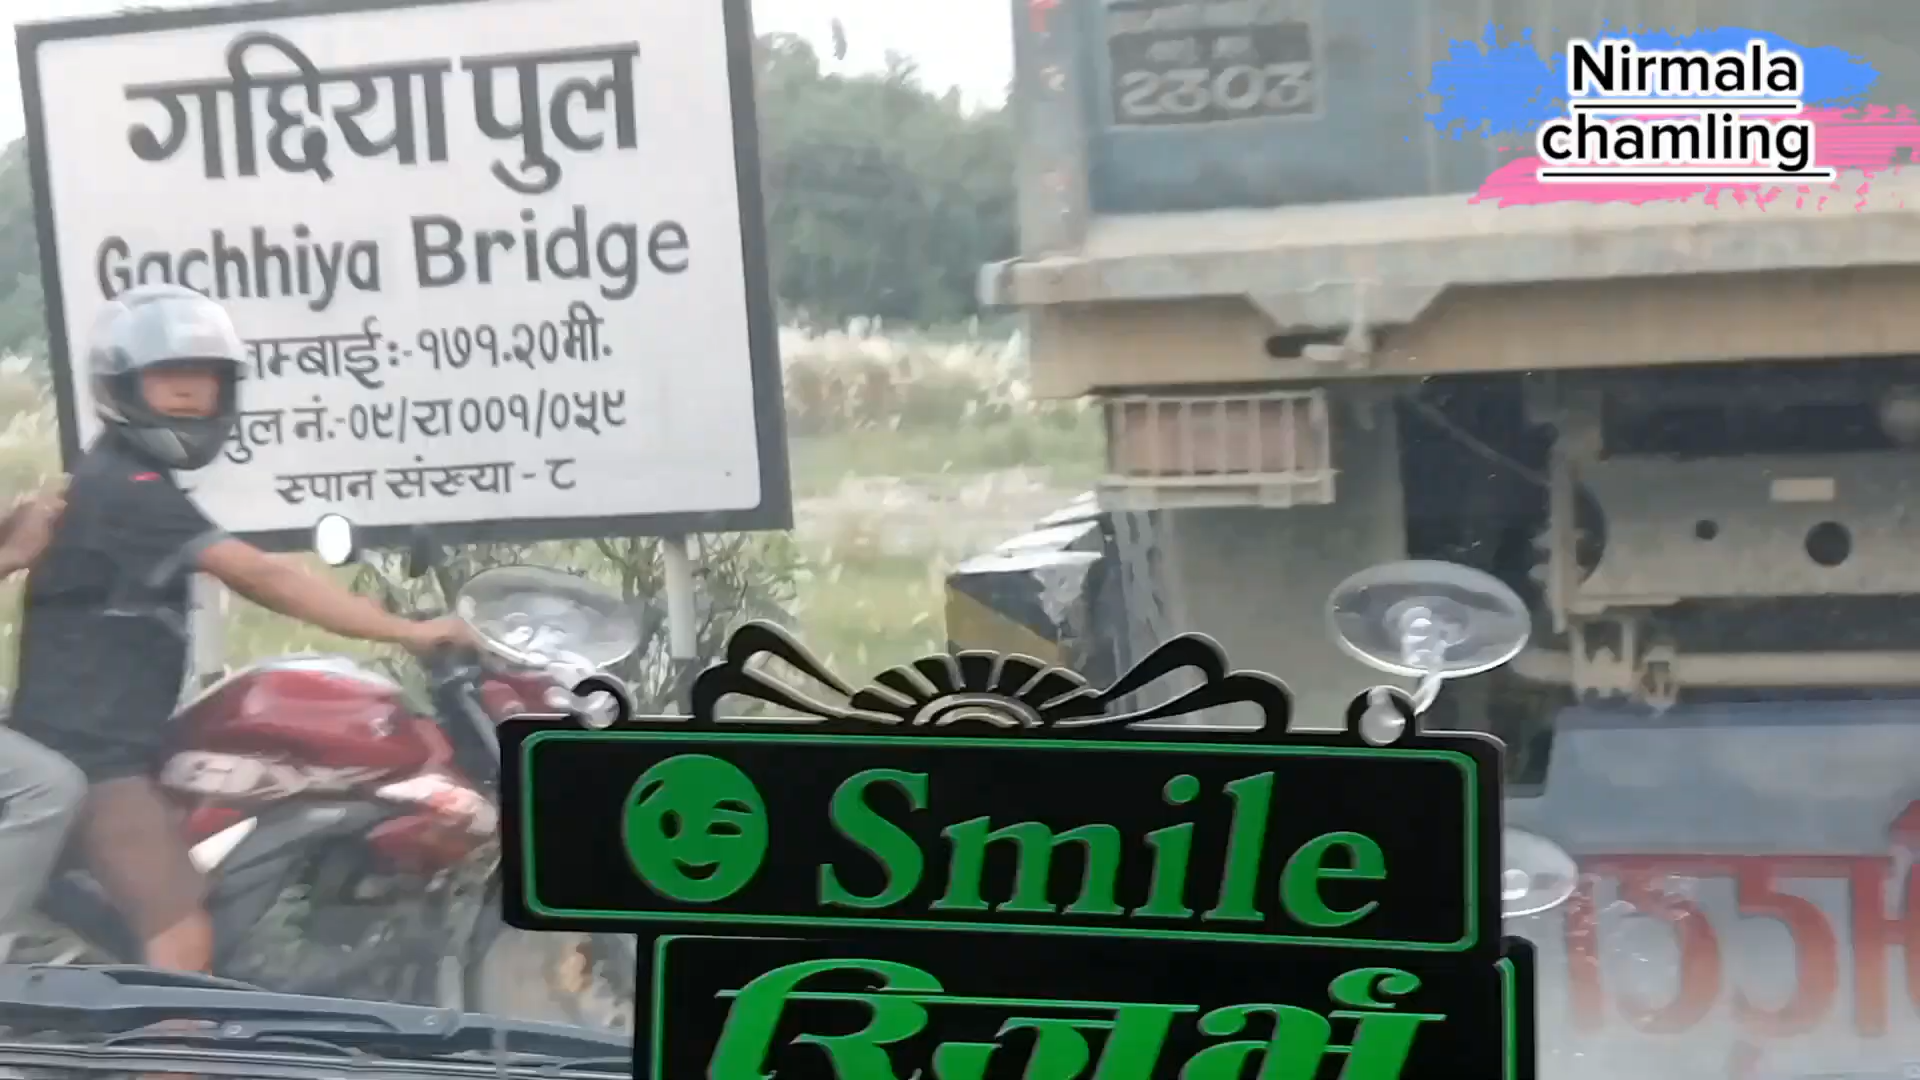 गछिया पुल
Gachhiya Bridge
लम्बाई:-१७१.२०मी.
पुल नं.-०९/रा००१/०५९
स्पान संख्या - ८
2303
Nirmala
chamling
Smile